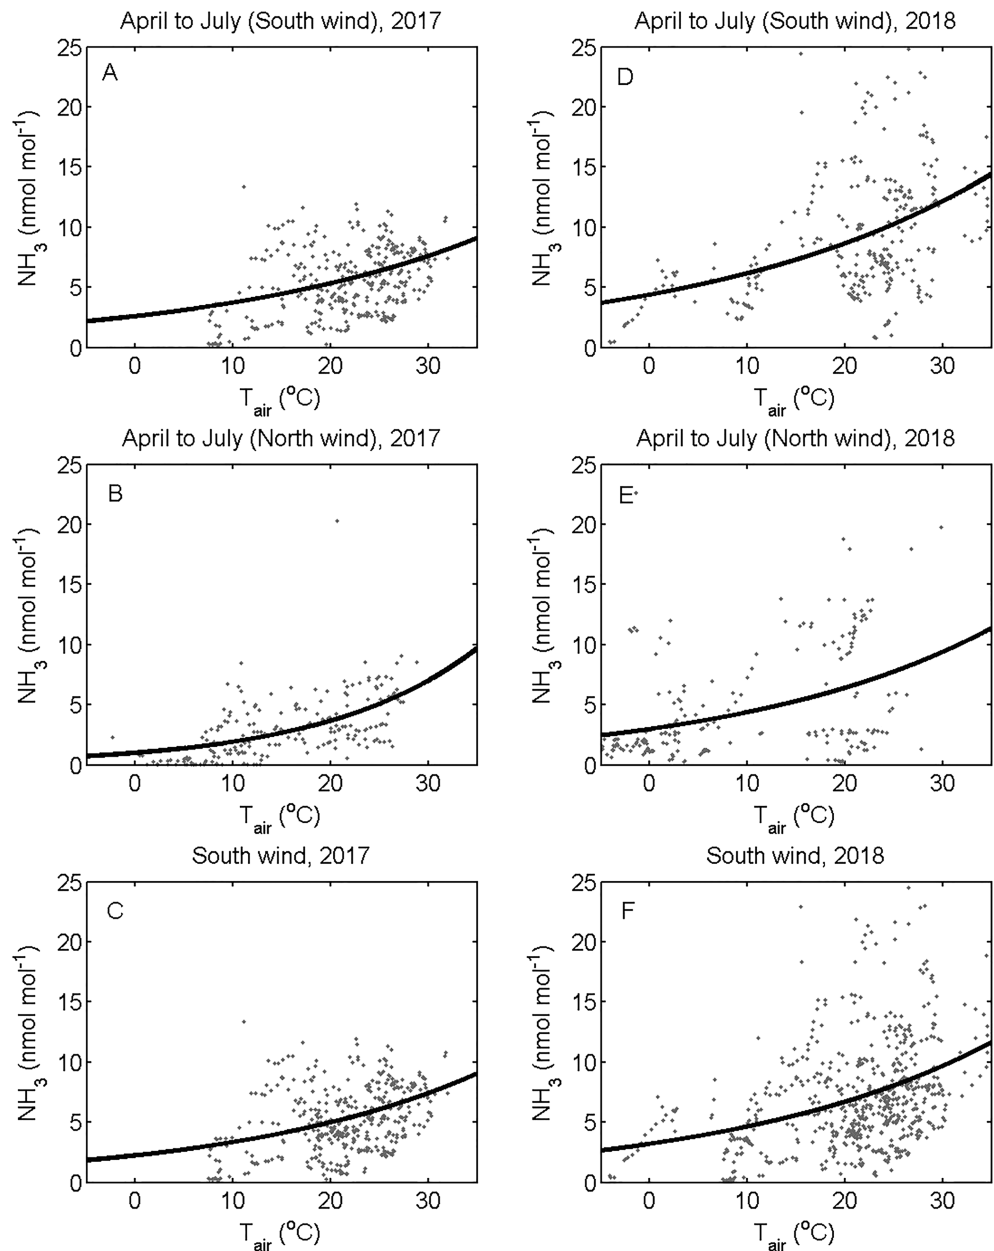 April to July (South wind), 2017
A
25
20
15
10
5
0
NH3 (nmol mol-1)
0 10 20 30
Tair (oC)
April to July (South wind), 2018
D
25
20
15
10
5
0
NH3 (nmol mol-1)
0 10 20 30
Tair (oC)
April to July (North wind), 2017
B
25
20
15
10
5
0
NH3 (nmol mol-1)
0 10 20 30
Tair (oC)
April to July (North wind), 2018
E
25
20
15
10
5
0
NH3 (nmol mol-1)
0 10 20 30
Tair (oC)
South wind, 2017
C
25
20
15
10
5
0
NH3 (nmol mol-1)
0 10 20 30
Tair (oC)
South wind, 2018
F
25
20
15
10
5
0
NH3 (nmol mol-1)
0 10 20 30
Tair (oC)